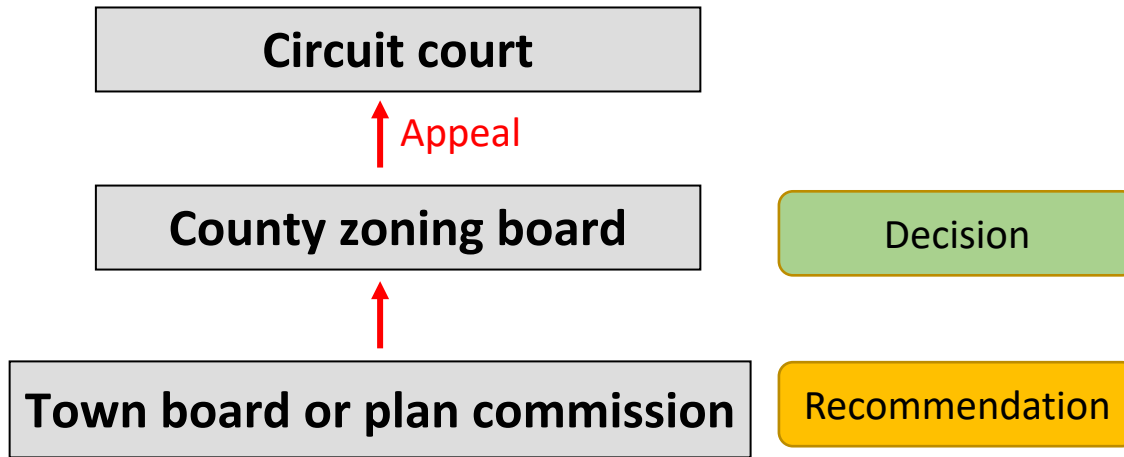 Circuit court
Appeal
County zoning board
Decision
Town board or plan commission
Recommendation